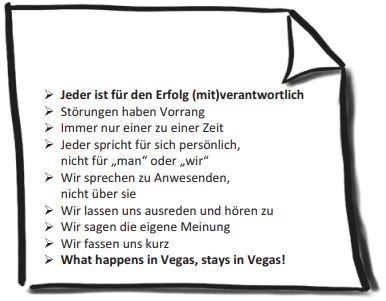 ➢ Jeder ist für den Erfolg (mit)verantwortlich
➢ Störungen haben Vorrang
➢ Immer nur einer zu einer Zeit
➢ Jeder spricht für sich persönlich,
nicht für „man“ oder „wir“
➢ Wir sprechen zu Anwesenden,
nicht über sie
➢ Wir lassen uns ausreden und hören zu
➢ Wir sagen die eigene Meinung
➢ Wir fassen uns kurz
➢ What happens in Vegas, stays in Vegas!